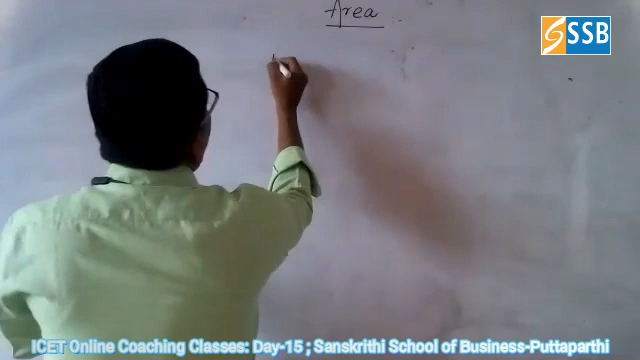 Area
SSB
ICET Online Coaching Classes: Day-15 ; Sanskrithi School of Business-Puttaparthi